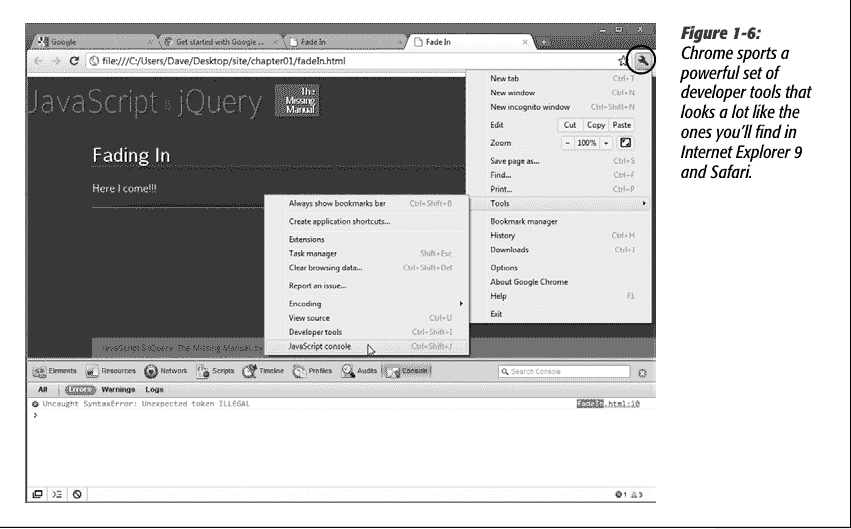 Google
Get started with Google ...
Fade In
Fade In
file:///C:/Users/Dave/Desktop/site/chapter01/fadeIn.html
JavaScript & jQuery
The
Missing
Manual
Fading In
Here I come!!!
New tab Ctrl+T
New window Ctrl+N
New incognito window Ctrl+Shift+N
Edit Cut Copy Paste
Zoom - 100% +
Save page as... Ctrl+S
Find... Ctrl+F
Print... Ctrl+P
Tools
Bookmark manager
History Ctrl+H
Downloads Ctrl+J
Options
About Google Chrome
Help F1
Exit
Always show bookmarks bar Ctrl+Shift+B
Create application shortcuts...
Extensions
Task manager Shift+Esc
Clear browsing data... Ctrl+Shift+Del
Report an issue...
Encoding
View source Ctrl+U
Developer tools Ctrl+Shift+I
JavaScript console Ctrl+Shift+J
JavaScript & jQuery: The Missing Manual, by
Elements Resources Network Scripts Timeline Profiles Audits Console Search Console
All Errors Warnings Logs
Uncaught SyntaxError: Unexpected token ILLEGAL fadeIn.html:10
>
1 3
Figure 1-6:
Chrome sports a
powerful set of
developer tools that
looks a lot like the
ones you'll find in
Internet Explorer 9
and Safari.